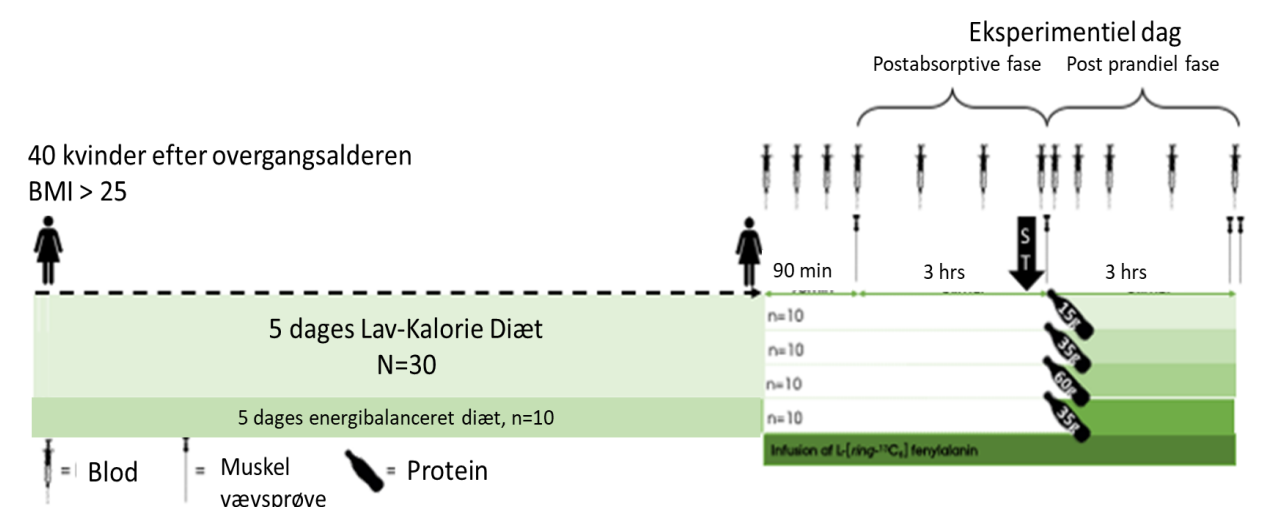 Eksperimentiel dag
Postabsorptive fase
Post prandiel fase
40 kvinder efter overgangsalderen
BMI > 25
S
T
90 min
3 hrs
3 hrs
5 dages Lav-Kalorie Diæt
N=30
n=10
15g
n=10
35g
n=10
60g
5 dages energibalanceret diæt, n=10
n=10
35g
Infusion of L-[ring-¹³C₆] fenylalanin
= Blod
= Muskel
vævsprøve
= Protein